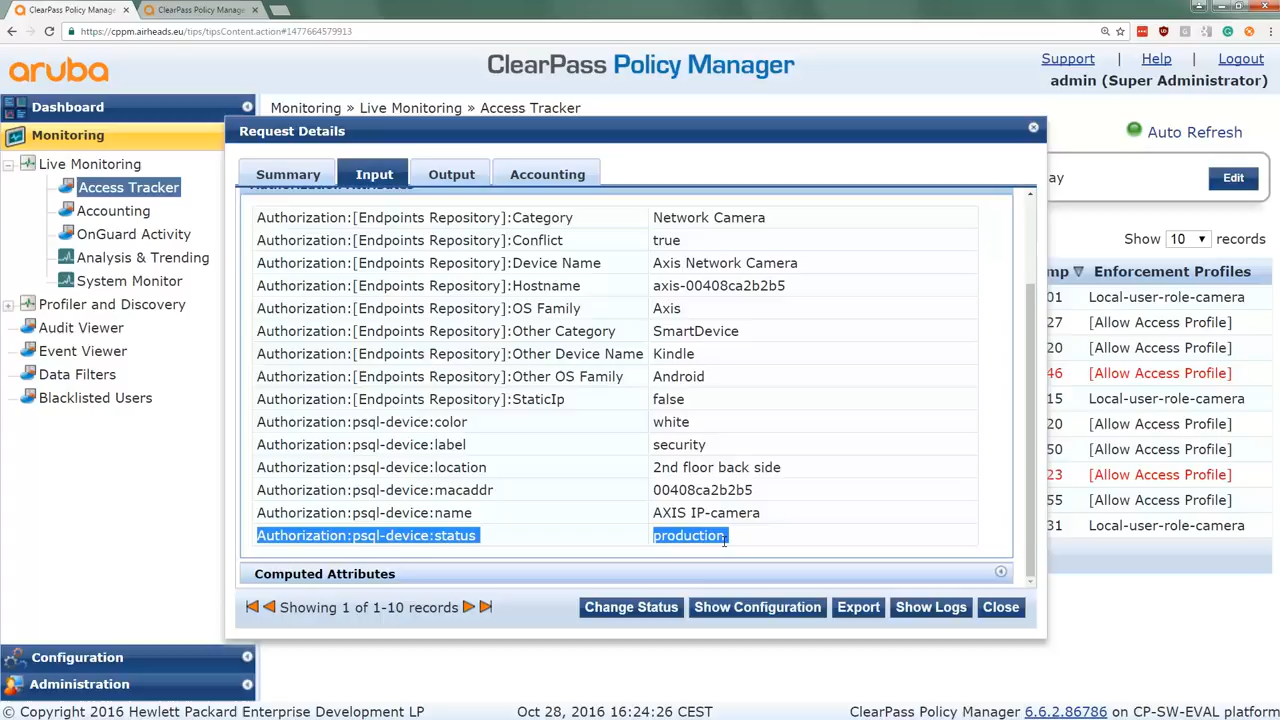 ClearPass Policy Manager
ClearPass Policy Manager
https://cppm.airheads.eu/tips/tipsContent.action#1477664579913
aruba
ClearPass Policy Manager
Support | Help | Logout
admin (Super Administrator)
Dashboard
Monitoring
Live Monitoring
Access Tracker
Accounting
OnGuard Activity
Analysis & Trending
System Monitor
Profiler and Discovery
Audit Viewer
Event Viewer
Data Filters
Blacklisted Users
Configuration
Administration
Monitoring » Live Monitoring » Access Tracker
Auto Refresh
ay Edit
Show 10 records
mp Enforcement Profiles
01 Local-user-role-camera
27 [Allow Access Profile]
20 [Allow Access Profile]
46 [Allow Access Profile]
15 Local-user-role-camera
20 [Allow Access Profile]
50 [Allow Access Profile]
23 [Allow Access Profile]
55 [Allow Access Profile]
31 Local-user-role-camera
Request Details
Summary Input Output Accounting
Authorization Attributes
Authorization:[Endpoints Repository]:Category Network Camera
Authorization:[Endpoints Repository]:Conflict true
Authorization:[Endpoints Repository]:Device Name Axis Network Camera
Authorization:[Endpoints Repository]:Hostname axis-00408ca2b2b5
Authorization:[Endpoints Repository]:OS Family Axis
Authorization:[Endpoints Repository]:Other Category SmartDevice
Authorization:[Endpoints Repository]:Other Device Name Kindle
Authorization:[Endpoints Repository]:Other OS Family Android
Authorization:[Endpoints Repository]:StaticIp false
Authorization:psql-device:color white
Authorization:psql-device:label security
Authorization:psql-device:location 2nd floor back side
Authorization:psql-device:macaddr 00408ca2b2b5
Authorization:psql-device:name AXIS IP-camera
Authorization:psql-device:status production
Computed Attributes
Showing 1 of 1-10 records
Change Status Show Configuration Export Show Logs Close
© Copyright 2016 Hewlett Packard Enterprise Development LP Oct 28, 2016 16:24:26 CEST ClearPass Policy Manager 6.6.2.86786 on CP-SW-EVAL platform